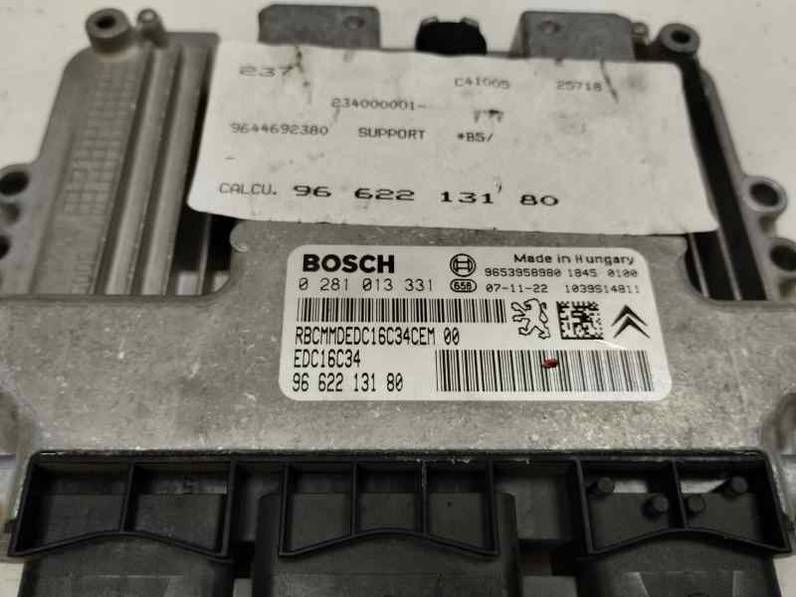 237 C41005 25718
234000001-
9644692380 SUPPORT *B5/
CALCU. 96 622 131 80
BOSCH
Made in Hungary
9653958980 1845 0100
0 281 013 331 658 07-11-22 1039S14811
RBCMMDEDC16C34CEM 00
EDC16C34
96 622 131 80